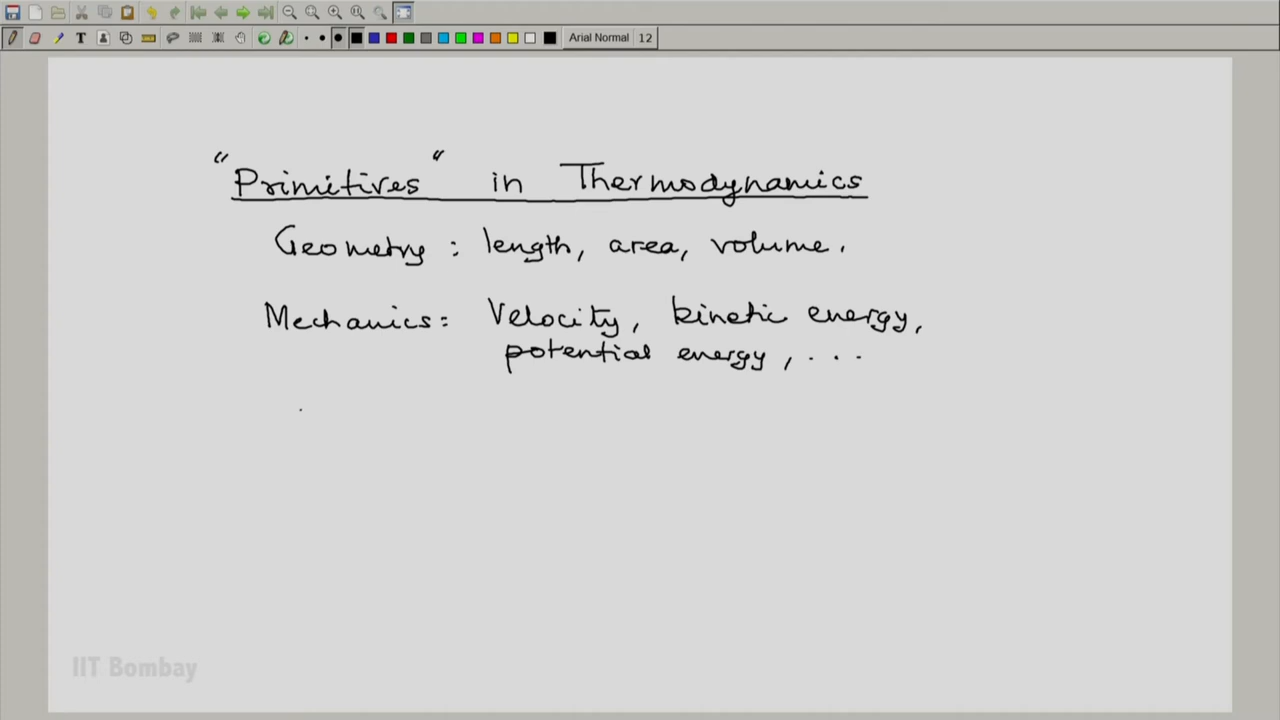 Arial Normal 12
"Primitives" in Thermodynamics
Geometry : length, area, volume.
Mechanics: Velocity, kinetic energy,
potential energy, ...
IIT Bombay